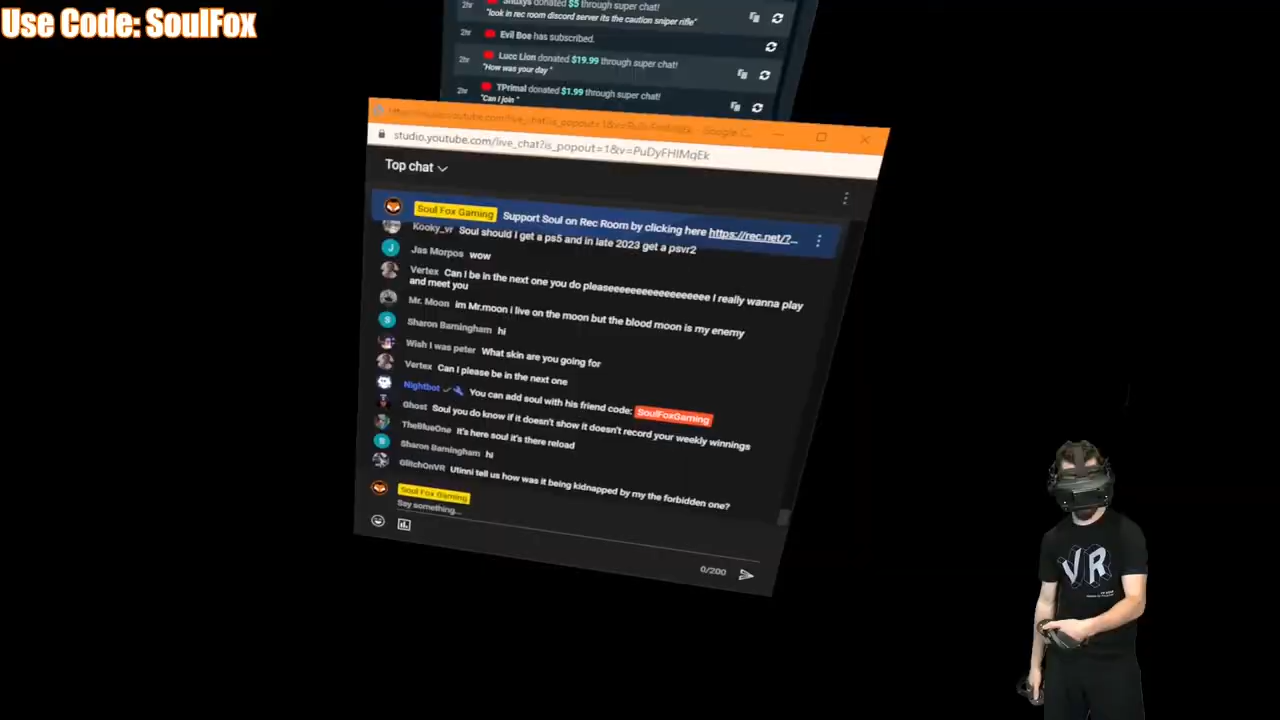 Use Code: SoulFox
2hr Shuxys donated $5 through super chat!
"look in rec room discord server its the caution sniper rifle"
2hr Evil Boe has subscribed.
2hr Lucc Lion donated $19.99 through super chat!
"How was your day "
2hr TPrimal donated $1.99 through super chat!
"Can I join "
studio.youtube.com/live_chat?is_popout=1&v=PuDyFHIMqEk
Top chat
Soul Fox Gaming Support Soul on Rec Room by clicking here https://rec.net/?...
Kooky_vr Soul should I get a ps5 and in late 2023 get a psvr2
J Jas Morpos wow
Vertex Can I be in the next one you do pleaseeeeeeeeeeeeeeeeeee I really wanna play
and meet you
Mr. Moon im Mr.moon i live on the moon but the blood moon is my enemy
S Sharon Barningham hi
Wish I was peter What skin are you going for
Vertex Can I please be in the next one
Nightbot You can add soul with his friend code: SoulFoxGaming
Ghost Soul you do know if it doesn't show it doesn't record your weekly winnings
TheBlueOne It's here soul it's there reload
S Sharon Barningham hi
GlitchOnVR Utinni tell us how was it being kidnapped by my the forbidden one?
Soul Fox Gaming
Say something...
0/200
VR